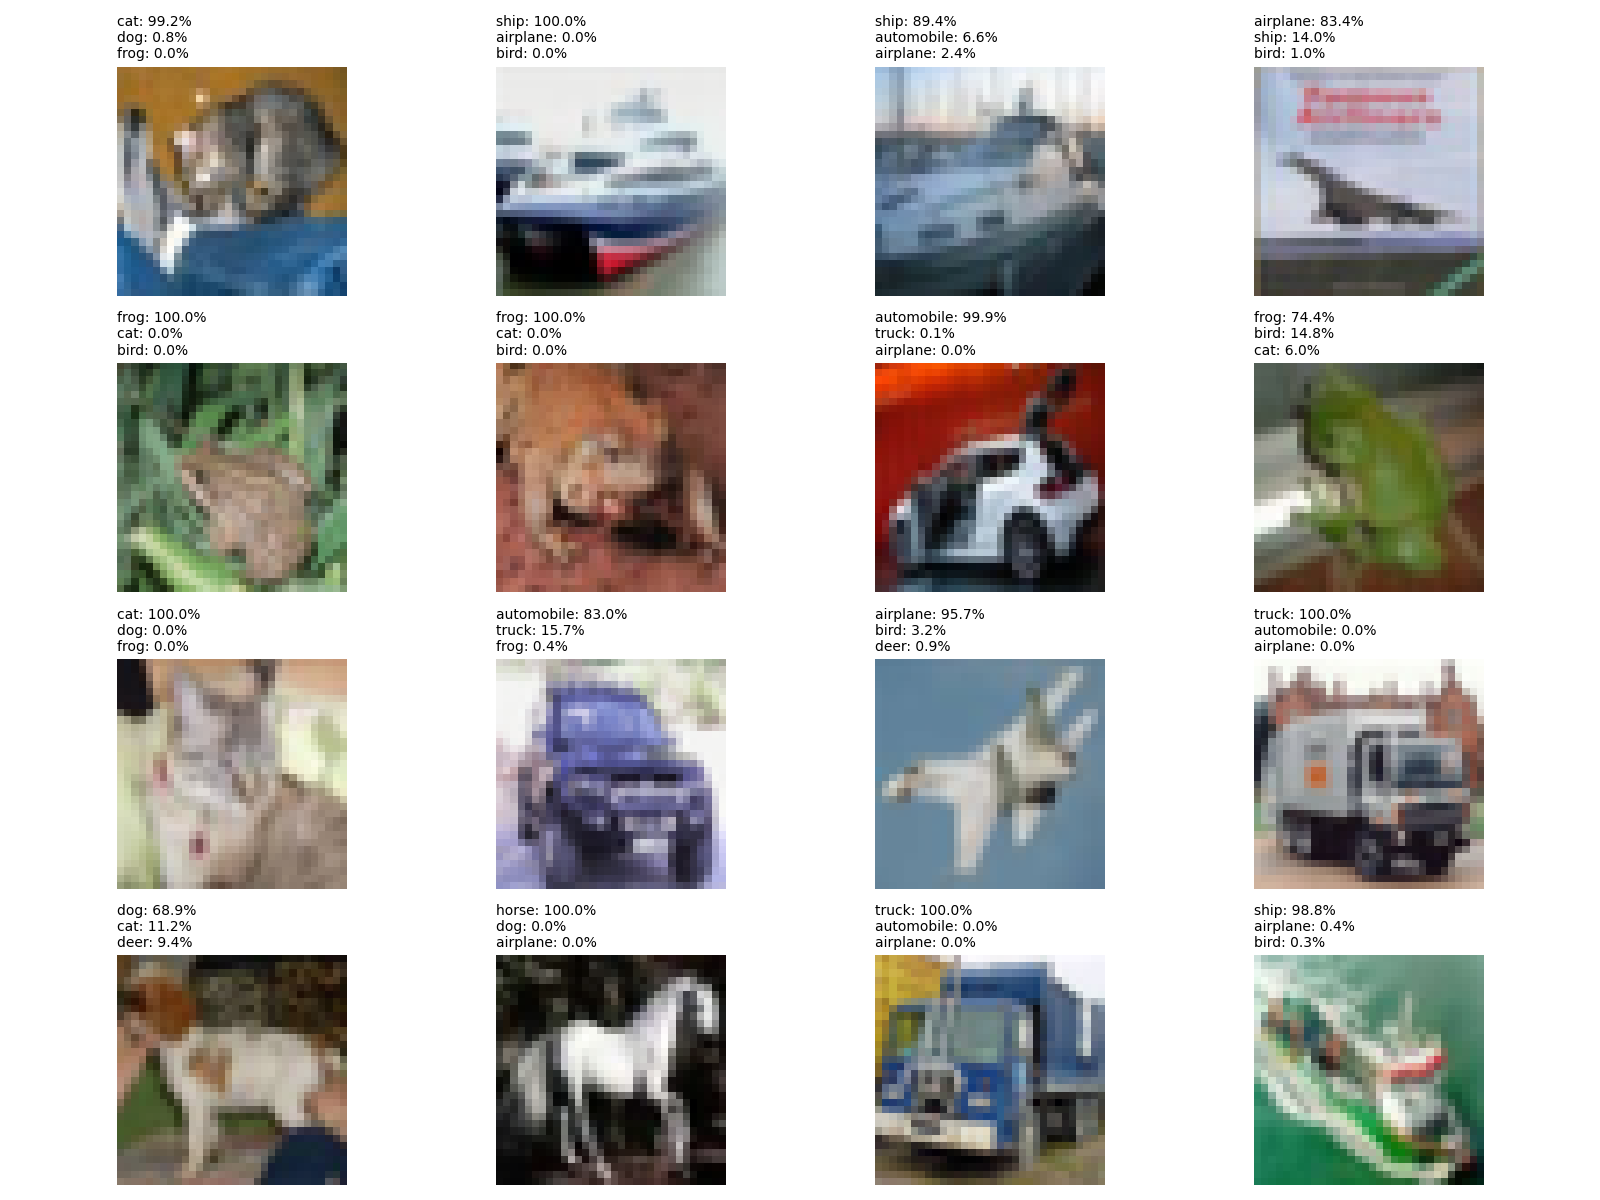 cat: 99.2%
dog: 0.8%
frog: 0.0%
ship: 100.0%
airplane: 0.0%
bird: 0.0%
ship: 89.4%
automobile: 6.6%
airplane: 2.4%
airplane: 83.4%
ship: 14.0%
bird: 1.0%
frog: 100.0%
cat: 0.0%
bird: 0.0%
frog: 100.0%
cat: 0.0%
bird: 0.0%
automobile: 99.9%
truck: 0.1%
airplane: 0.0%
frog: 74.4%
bird: 14.8%
cat: 6.0%
cat: 100.0%
dog: 0.0%
frog: 0.0%
automobile: 83.0%
truck: 15.7%
frog: 0.4%
airplane: 95.7%
bird: 3.2%
deer: 0.9%
truck: 100.0%
automobile: 0.0%
airplane: 0.0%
dog: 68.9%
cat: 11.2%
deer: 9.4%
horse: 100.0%
dog: 0.0%
airplane: 0.0%
truck: 100.0%
automobile: 0.0%
airplane: 0.0%
ship: 98.8%
airplane: 0.4%
bird: 0.3%